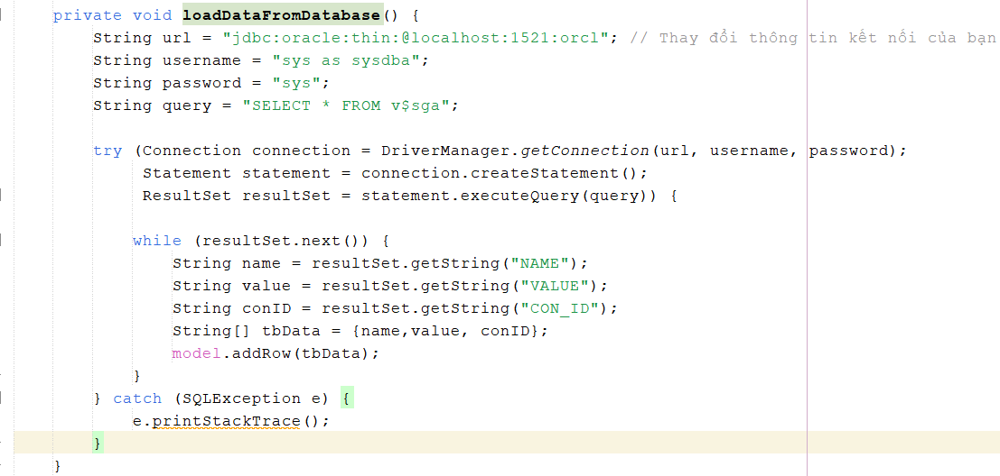 private void loadDataFromDatabase() {
String url = "jdbc:oracle:thin:@localhost:1521:orcl"; // Thay đổi thông tin kết nối của bạn
String username = "sys as sysdba";
String password = "sys";
String query = "SELECT * FROM v$sga";
try (Connection connection = DriverManager.getConnection(url, username, password);
Statement statement = connection.createStatement();
ResultSet resultSet = statement.executeQuery(query)) {
while (resultSet.next()) {
String name = resultSet.getString("NAME");
String value = resultSet.getString("VALUE");
String conID = resultSet.getString("CON_ID");
String[] tbData = {name,value, conID};
model.addRow(tbData);
}
} catch (SQLException e) {
e.printStackTrace();
}
}